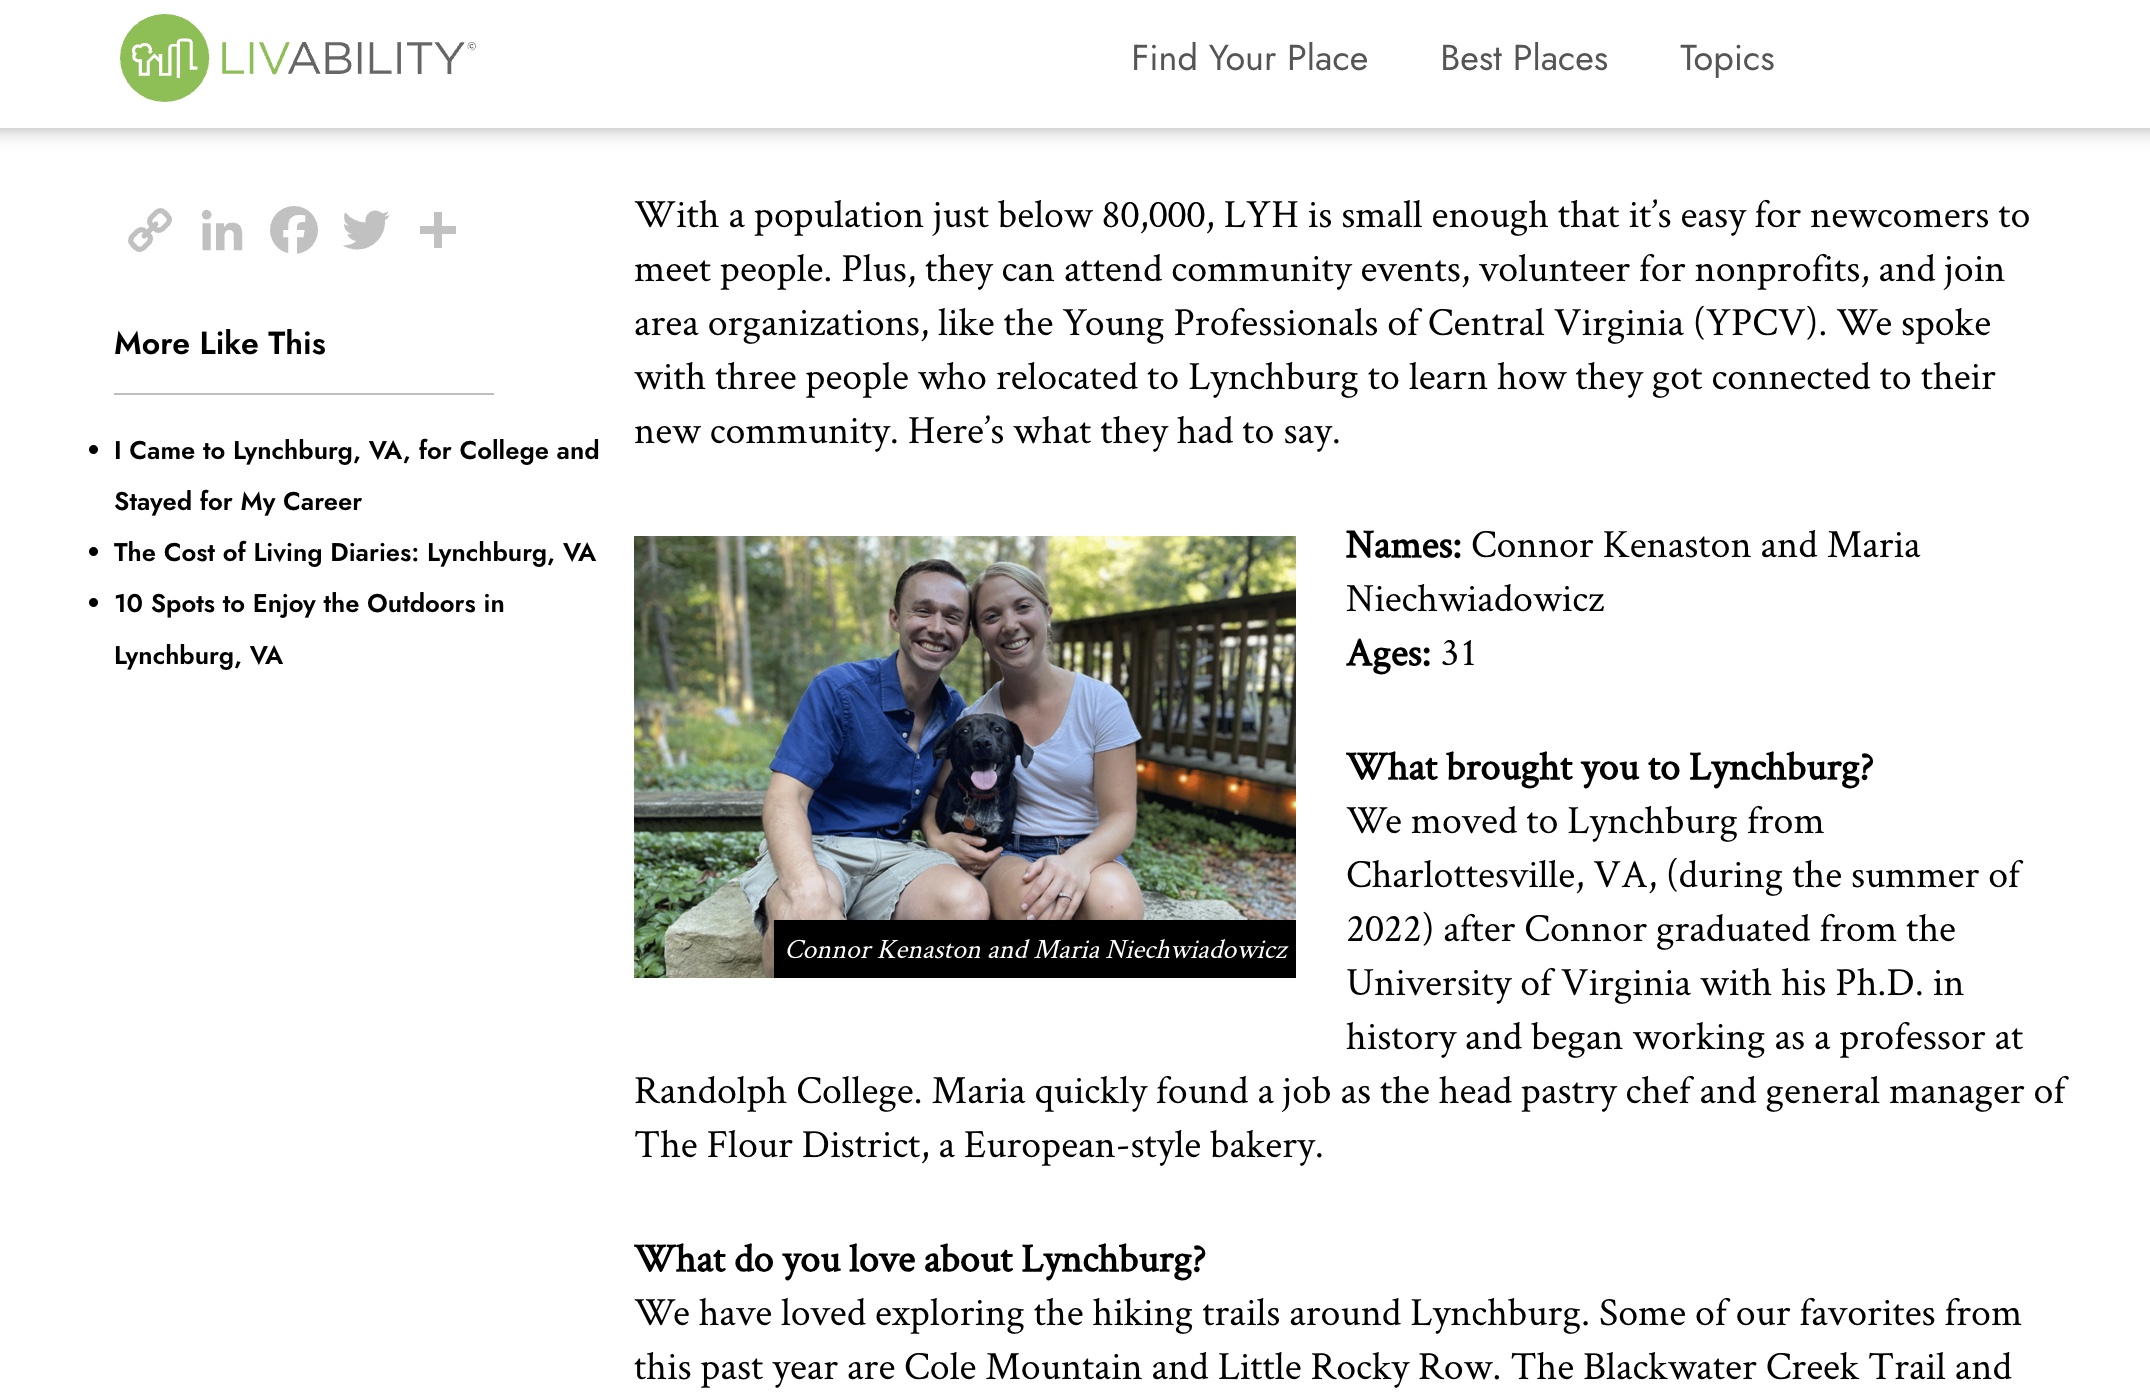 LIVABILITY©
Find Your Place
Best Places
Topics
More Like This
• I Came to Lynchburg, VA, for College and
Stayed for My Career
• The Cost of Living Diaries: Lynchburg, VA
• 10 Spots to Enjoy the Outdoors in
Lynchburg, VA
With a population just below 80,000, LYH is small enough that it’s easy for newcomers to
meet people. Plus, they can attend community events, volunteer for nonprofits, and join
area organizations, like the Young Professionals of Central Virginia (YPCV). We spoke
with three people who relocated to Lynchburg to learn how they got connected to their
new community. Here’s what they had to say.
Connor Kenaston and Maria Niechwiadowicz
Names: Connor Kenaston and Maria
Niechwiadowicz
Ages: 31
What brought you to Lynchburg?
We moved to Lynchburg from
Charlottesville, VA, (during the summer of
2022) after Connor graduated from the
University of Virginia with his Ph.D. in
history and began working as a professor at
Randolph College. Maria quickly found a job as the head pastry chef and general manager of
The Flour District, a European-style bakery.
What do you love about Lynchburg?
We have loved exploring the hiking trails around Lynchburg. Some of our favorites from
this past year are Cole Mountain and Little Rocky Row. The Blackwater Creek Trail and